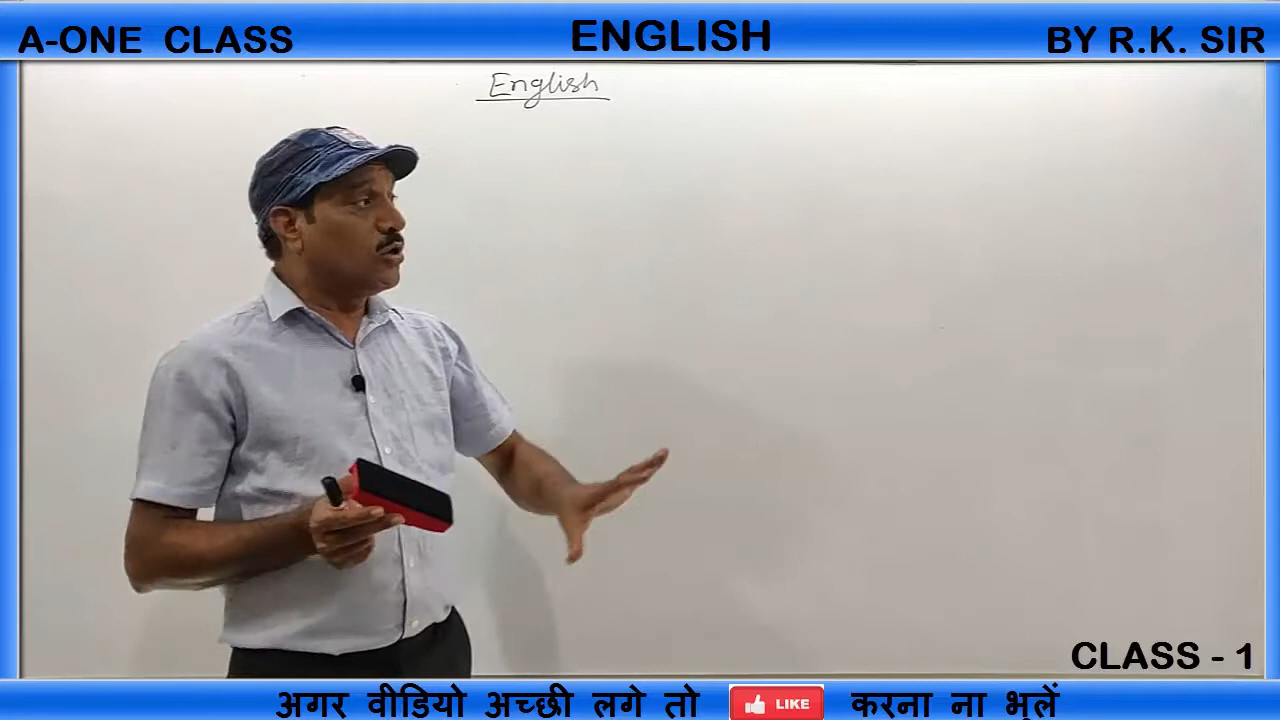 A-ONE CLASS ENGLISH BY R.K. SIR
English
CLASS - 1
अगर वीडियो अच्छी लगे तो LIKE करना ना भूलें